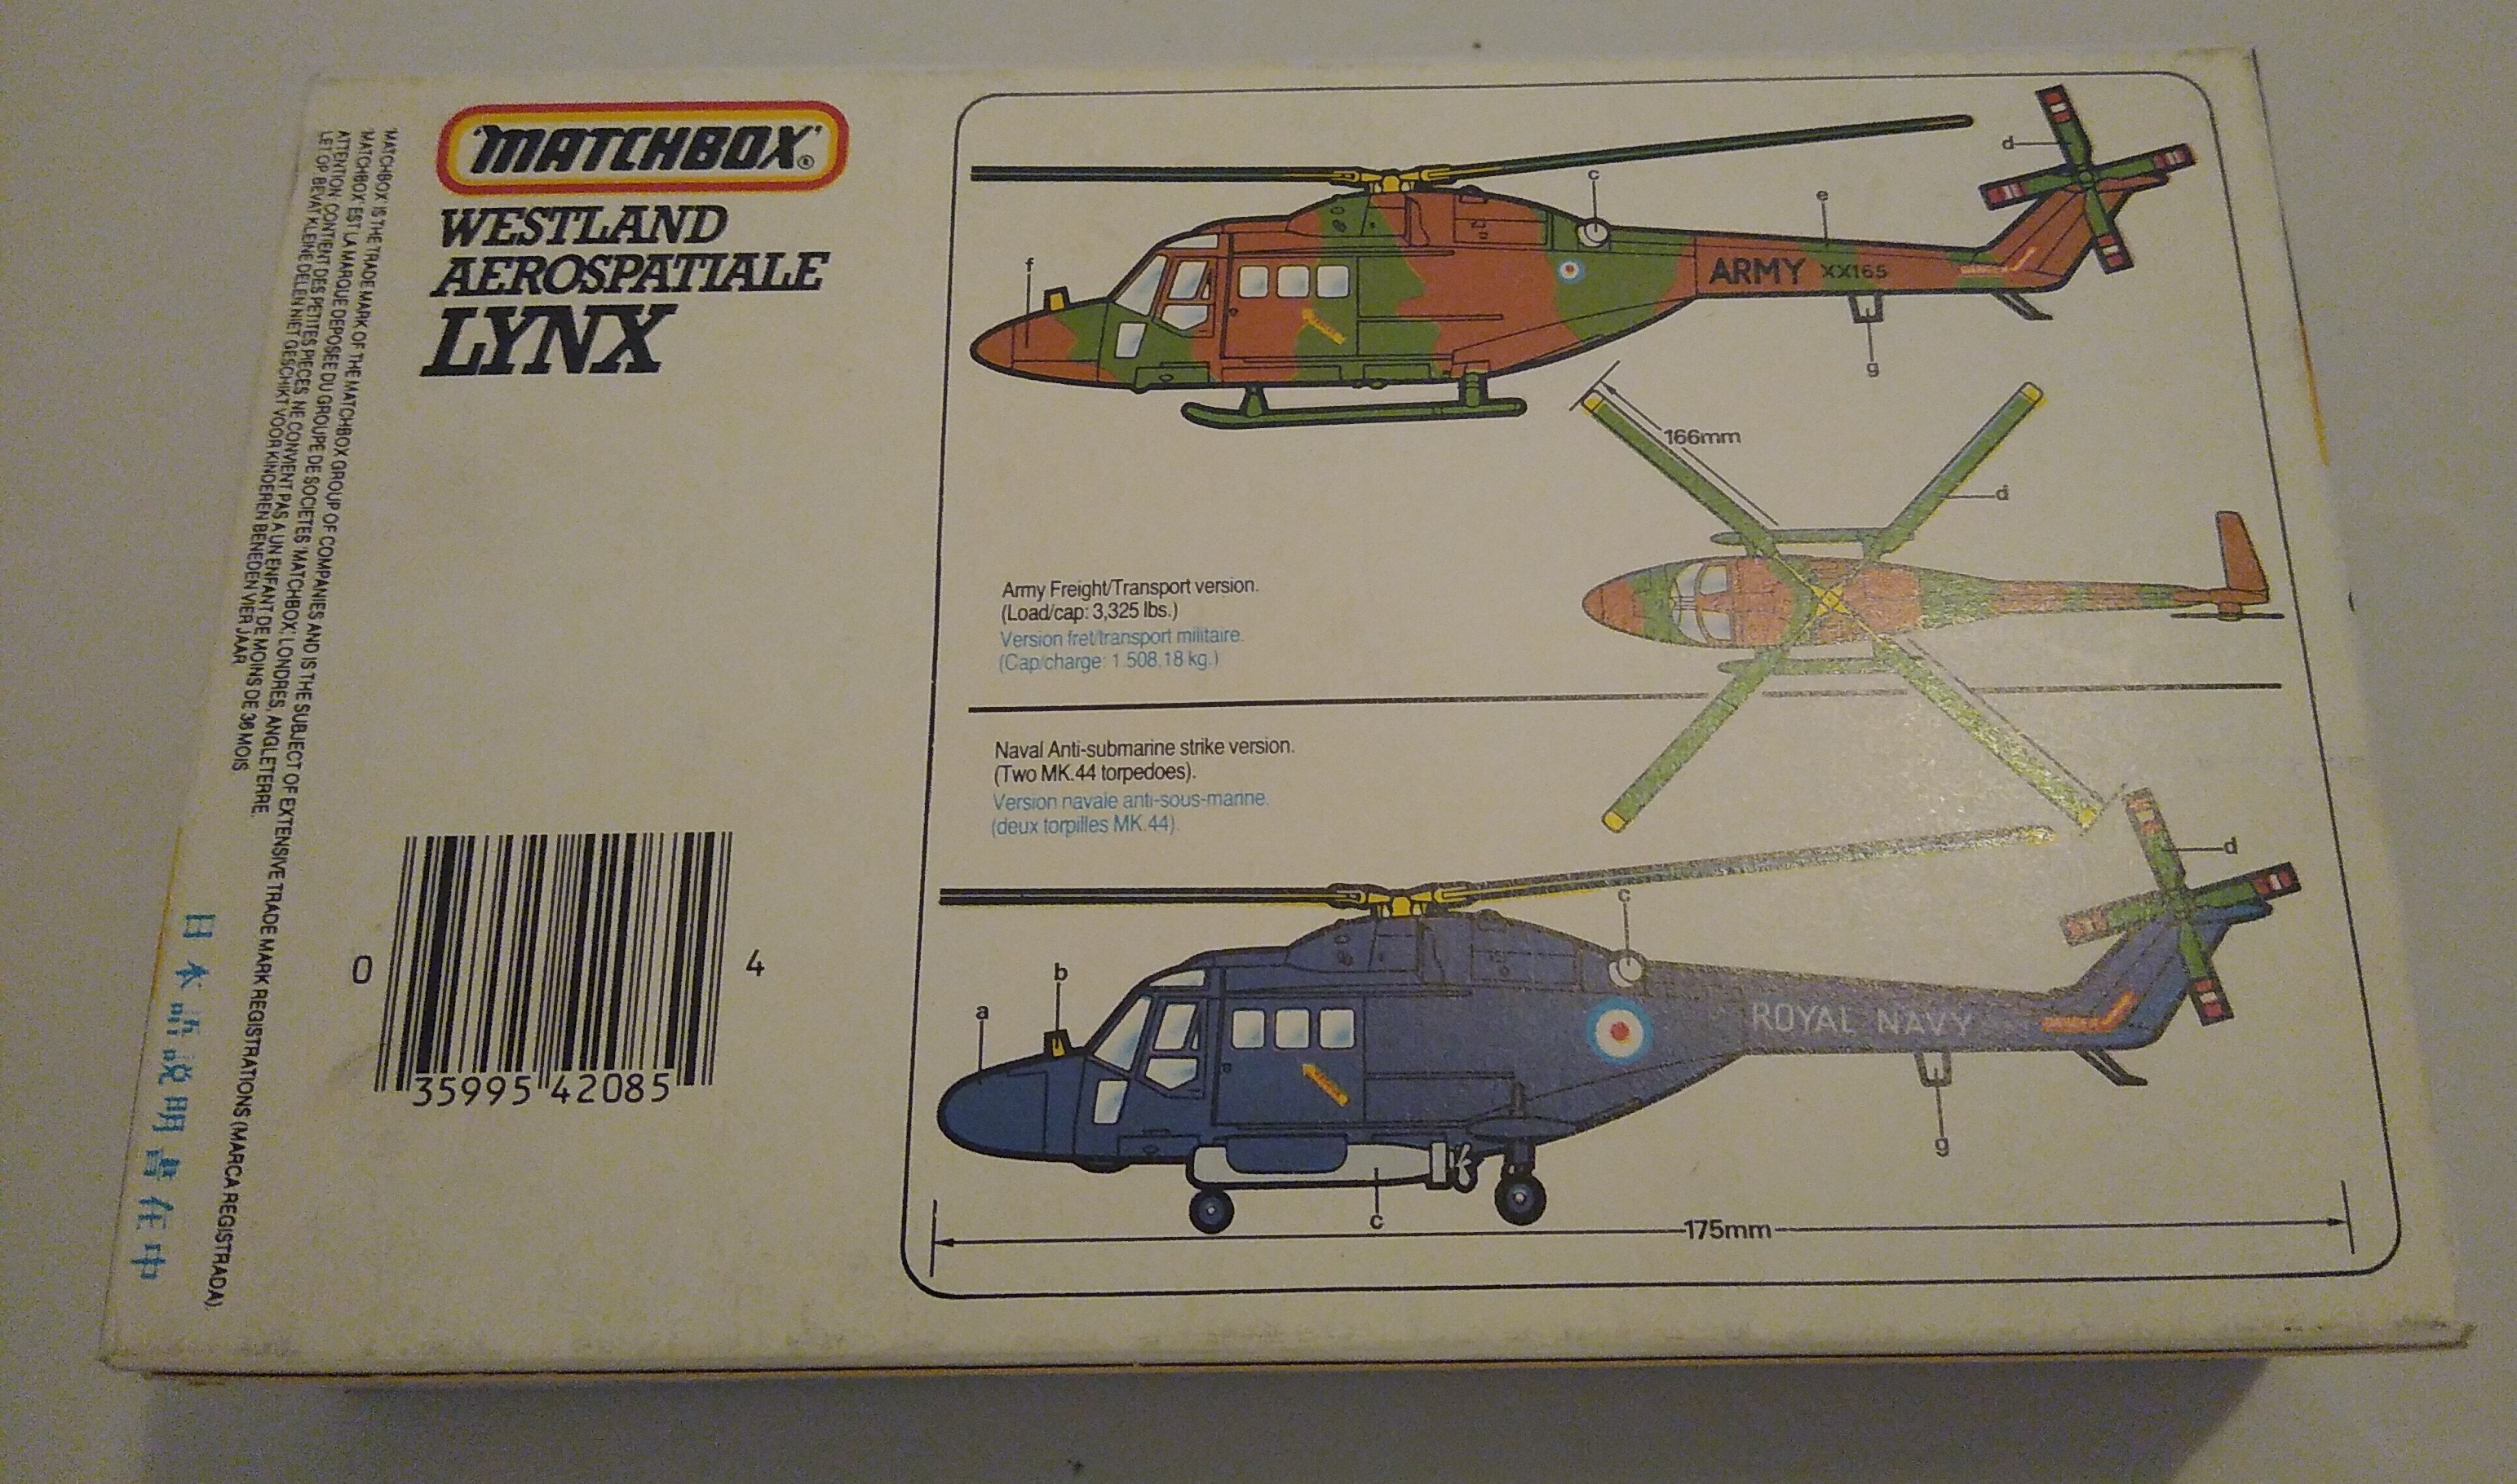 'MATCHBOX'®
WESTLAND
AEROSPATIALE
LYNX
'MATCHBOX' IS THE TRADE MARK OF THE MATCHBOX GROUP OF COMPANIES AND IS THE SUBJECT OF EXTENSIVE TRADE MARK REGISTRATIONS (MARCA REGISTRADA).
'MATCHBOX' EST LA MARQUE DEPOSEE DU GROUPE DE SOCIETES 'MATCHBOX', LONDRES, ANGLETERRE.
ATTENTION: CONTIENT DES PETITES PIECES. NE CONVIENT PAS A UN ENFANT DE MOINS DE 36 MOIS
LET OP BEVAT KLEINE DELEN NIET GESCHIKT VOOR KINDEREN BENEDEN VIER JAAR
日本語説明書在中
0 35995 42085 4
f
c
e
d
ARMY XX165
DANGER
g
166mm
d
Army Freight/Transport version.
(Load/cap: 3,325 lbs.)
Version fret/transport militaire.
(Cap/charge: 1.508.18 kg.)
Naval Anti-submarine strike version.
(Two MK.44 torpedoes).
Version navale anti-sous-marine.
(deux torpilles MK.44).
a
b
c
d
ROYAL NAVY
DANGER
g
c
175mm